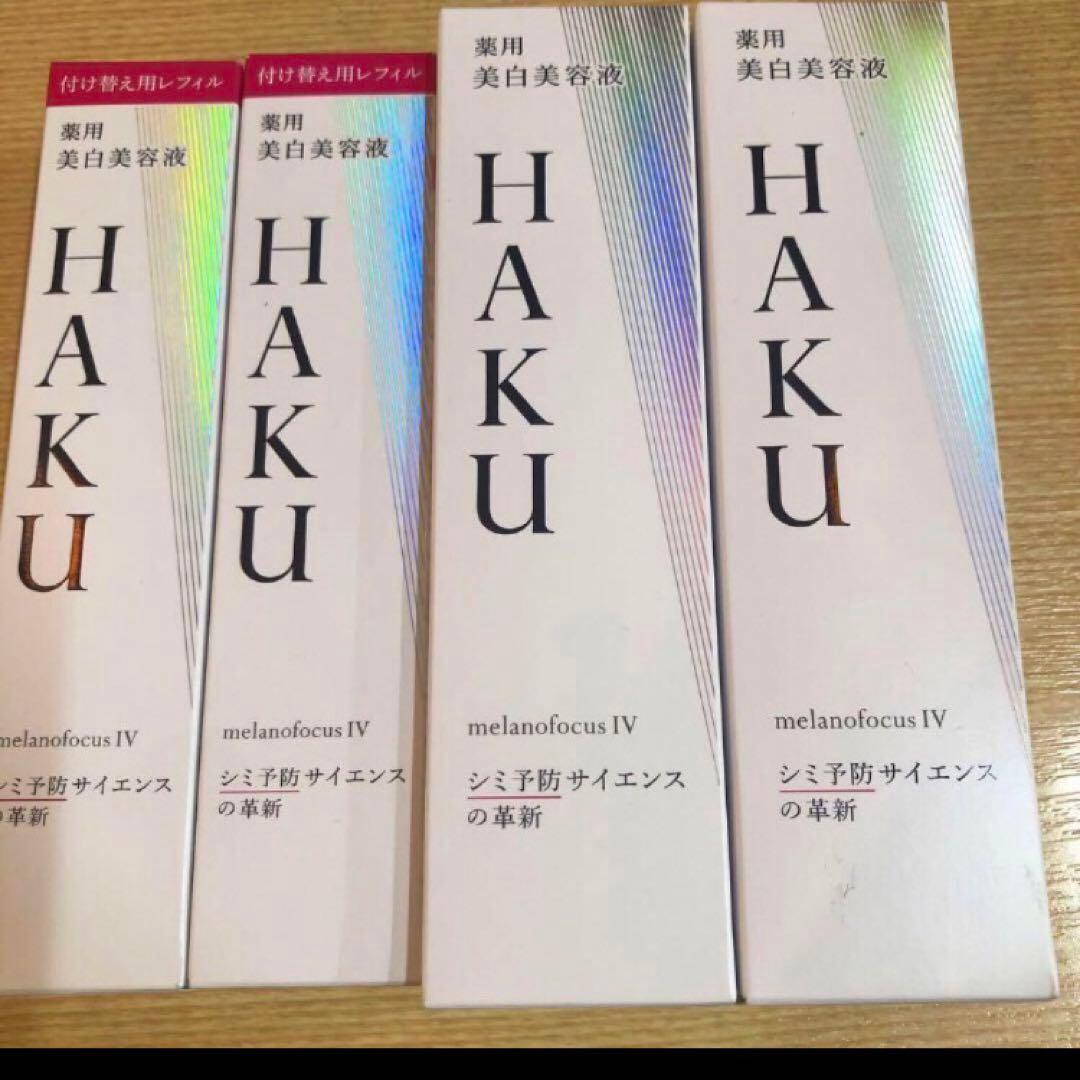 付け替え用レフィル
薬用
美白美容液
HAKU
melanofocus IV
シミ予防サイエンス
の革新
付け替え用レフィル
薬用
美白美容液
HAKU
melanofocus IV
シミ予防サイエンス
の革新
薬用
美白美容液
HAKU
melanofocus IV
シミ予防サイエンス
の革新
薬用
美白美容液
HAKU
melanofocus IV
シミ予防サイエンス
の革新